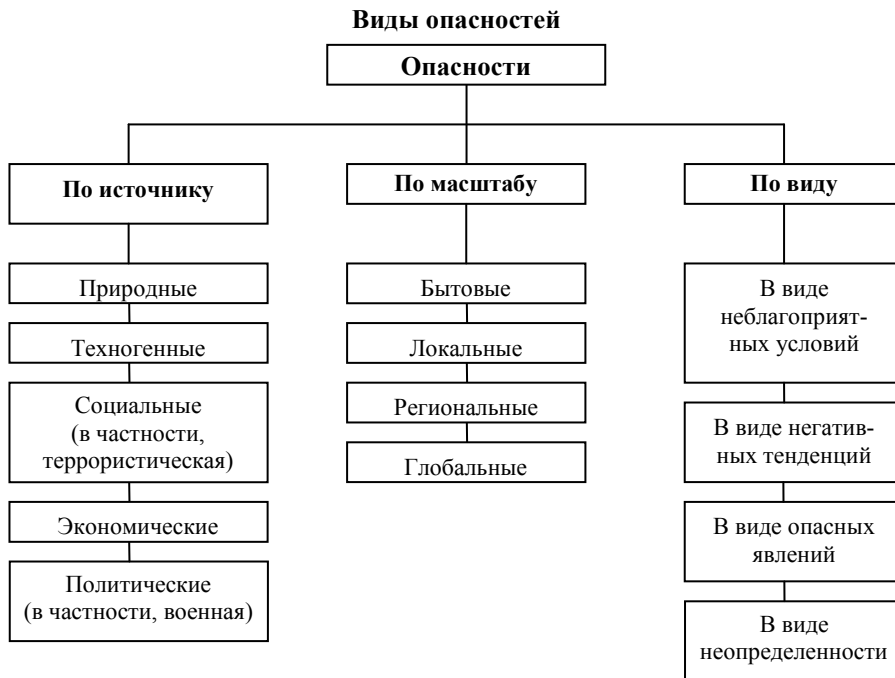 Виды опасностей
Опасности
По источнику
Природные
Техногенные
Социальные
(в частности,
террористическая)
Экономические
Политические
(в частности, военная)
По масштабу
Бытовые
Локальные
Региональные
Глобальные
По виду
В виде
неблагоприят-
ных условий
В виде негатив-
ных тенденций
В виде опасных
явлений
В виде
неопределенности